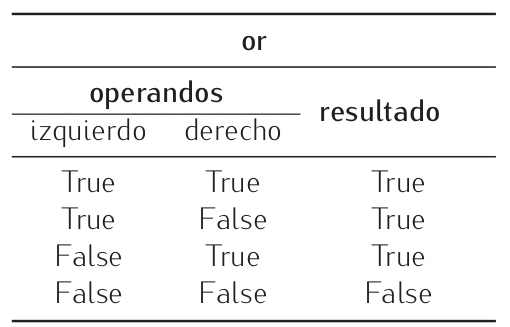 or
operandos resultado
izquierdo derecho
True True True
True False True
False True True
False False False